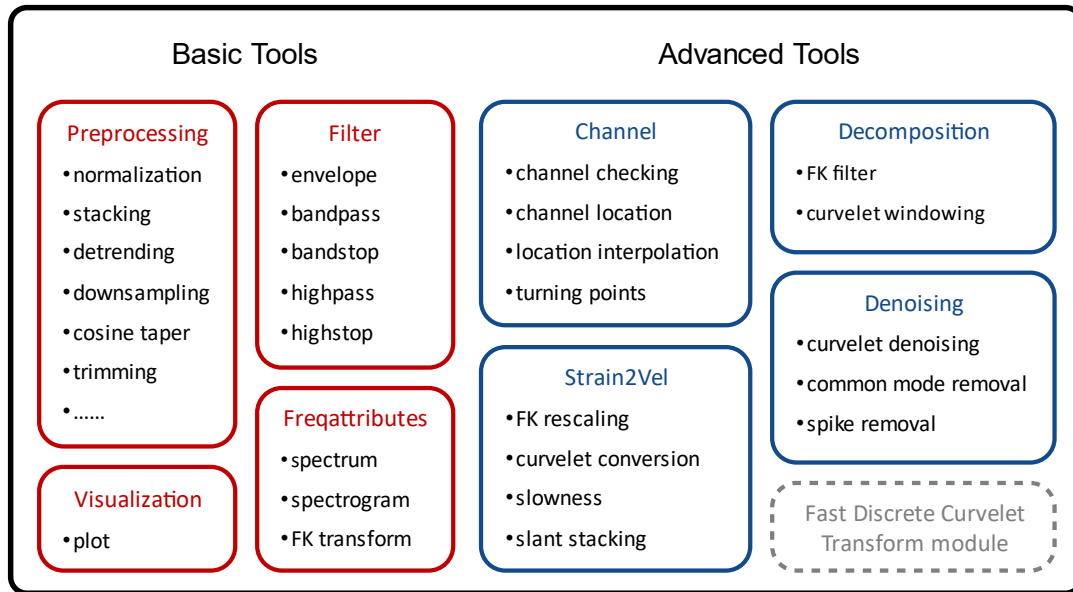 Basic Tools
Preprocessing
•normalization
•stacking
•detrending
•downsampling
•cosine taper
•trimming
•......
Visualization
•plot
Filter
•envelope
•bandpass
•bandstop
•highpass
•highstop
Freqattributes
•spectrum
•spectrogram
•FK transform
Advanced Tools
Channel
•channel checking
•channel location
•location interpolation
•turning points
Strain2Vel
•FK rescaling
•curvelet conversion
•slowness
•slant stacking
Decomposition
•FK filter
•curvelet windowing
Denoising
•curvelet denoising
•common mode removal
•spike removal
Fast Discrete Curvelet
Transform module